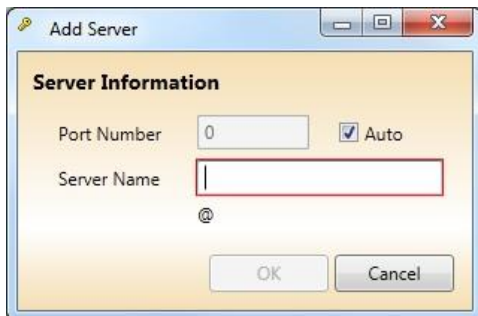 Add Server
Server Information
Port Number 0 Auto
Server Name
@
OK Cancel